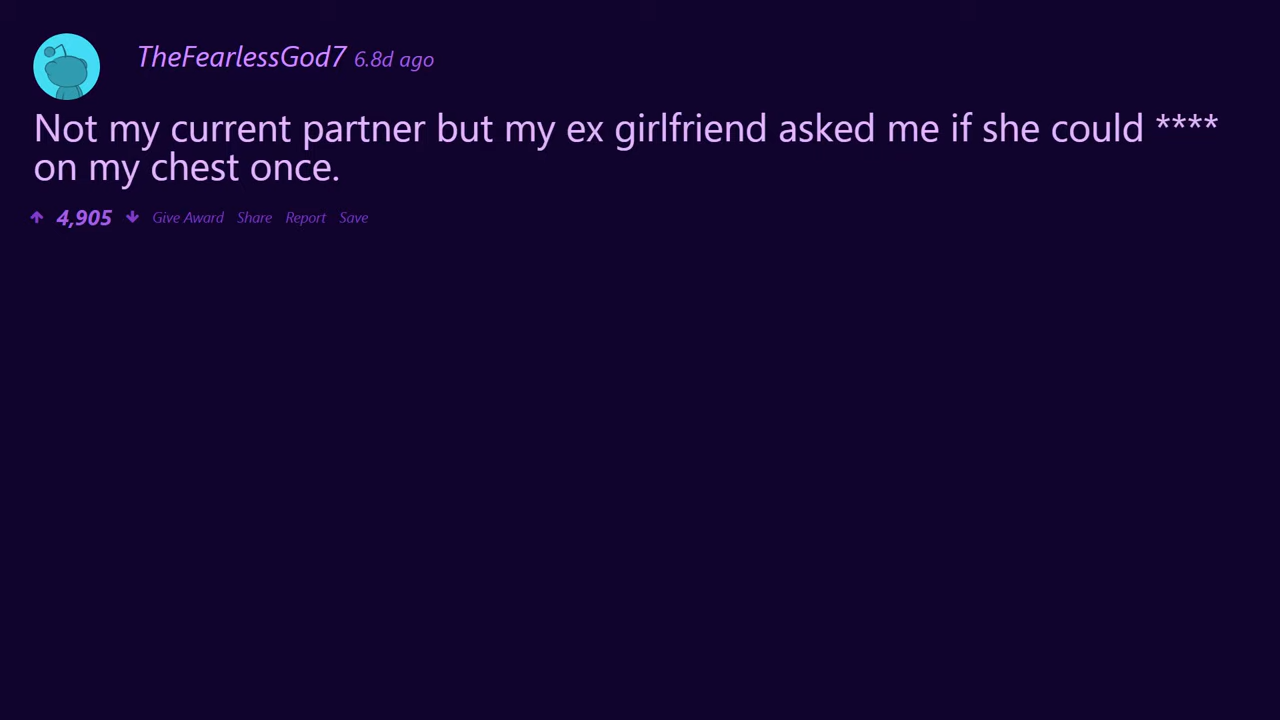 TheFearlessGod7 6.8d ago
Not my current partner but my ex girlfriend asked me if she could ****
on my chest once.
4,905 Give Award Share Report Save